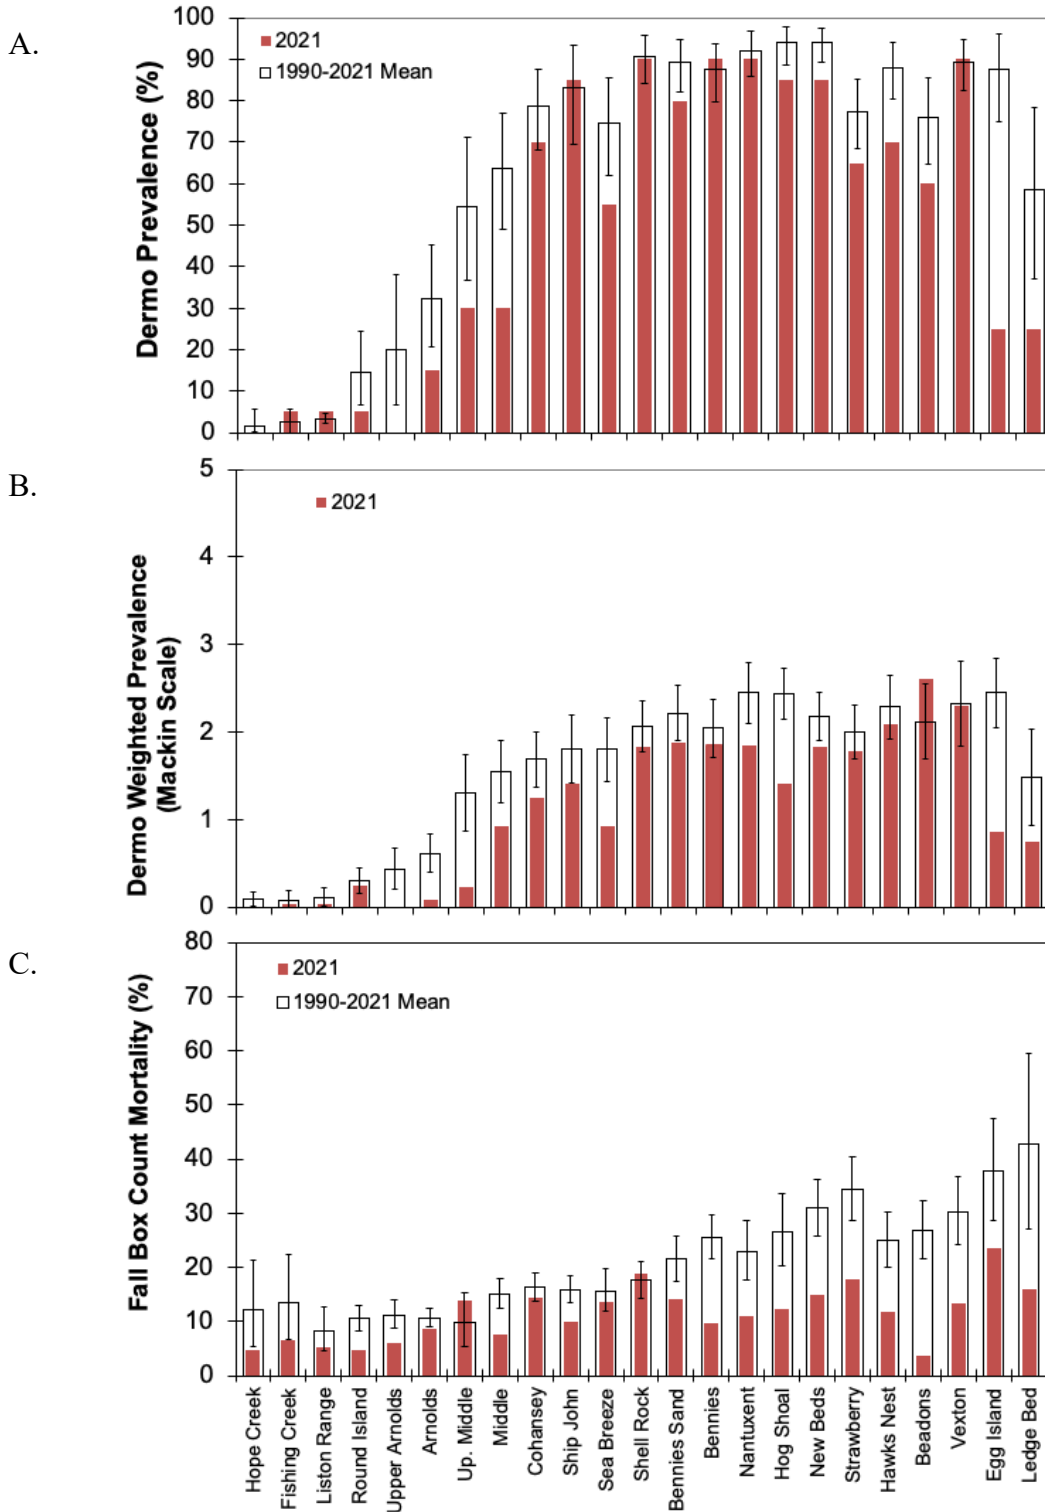 A.
Dermo Prevalence (%)
2021
1990-2021 Mean
100
90
80
70
60
50
40
30
20
10
0
B.
Dermo Weighted Prevalence
(Mackin Scale)
2021
5
4
3
2
1
0
C.
Fall Box Count Mortality (%)
2021
1990-2021 Mean
80
70
60
50
40
30
20
10
0
Hope Creek
Fishing Creek
Liston Range
Round Island
Upper Arnolds
Arnolds
Up. Middle
Middle
Cohansey
Ship John
Sea Breeze
Shell Rock
Bennies Sand
Bennies
Nantuxent
Hog Shoal
New Beds
Strawberry
Hawks Nest
Beadons
Vexton
Egg Island
Ledge Bed